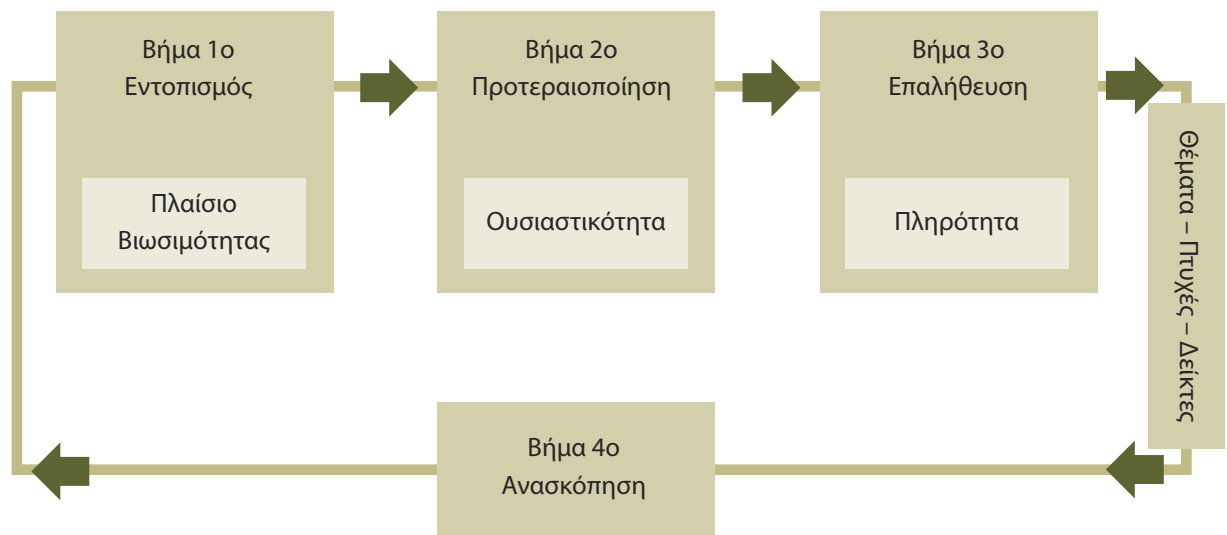 Βήμα 1ο
Εντοπισμός
Πλαίσιο
Βιωσιμότητας
Βήμα 2ο
Προτεραιοποίηση
Ουσιαστικότητα
Βήμα 3ο
Επαλήθευση
Πληρότητα
Θέματα – Πτυχές – Δείκτες
Βήμα 4ο
Ανασκόπηση